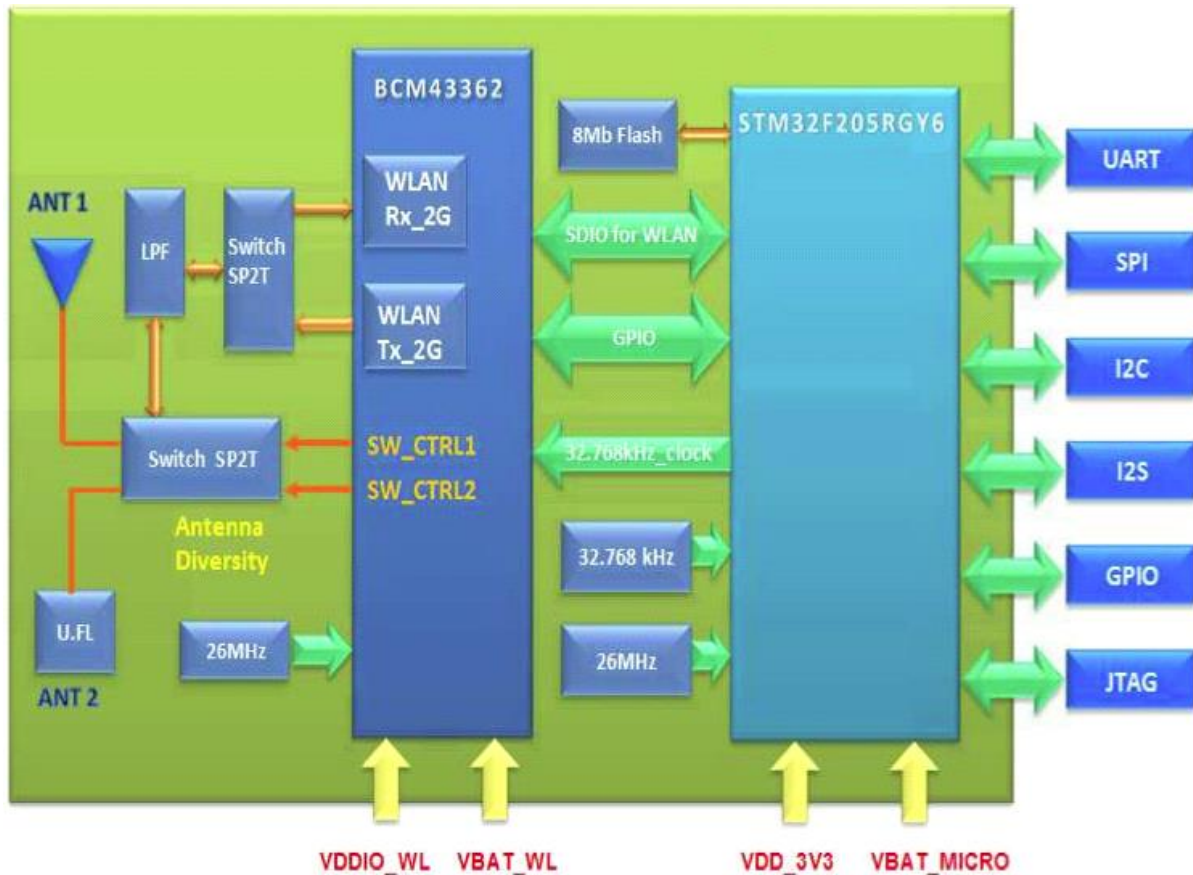 BCM43362
STM32F205RGY6
8Mb Flash
UART
WLAN
Rx_2G
ANT 1
LPF
Switch
SP2T
SDIO for WLAN
SPI
WLAN
Tx_2G
GPIO
I2C
Switch SP2T
SW_CTRL1
SW_CTRL2
32.768kHz_clock
I2S
Antenna
Diversity
32.768 kHz
GPIO
U.FL
ANT 2
26MHz
26MHz
JTAG
VDDIO_WL
VBAT_WL
VDD_3V3
VBAT_MICRO